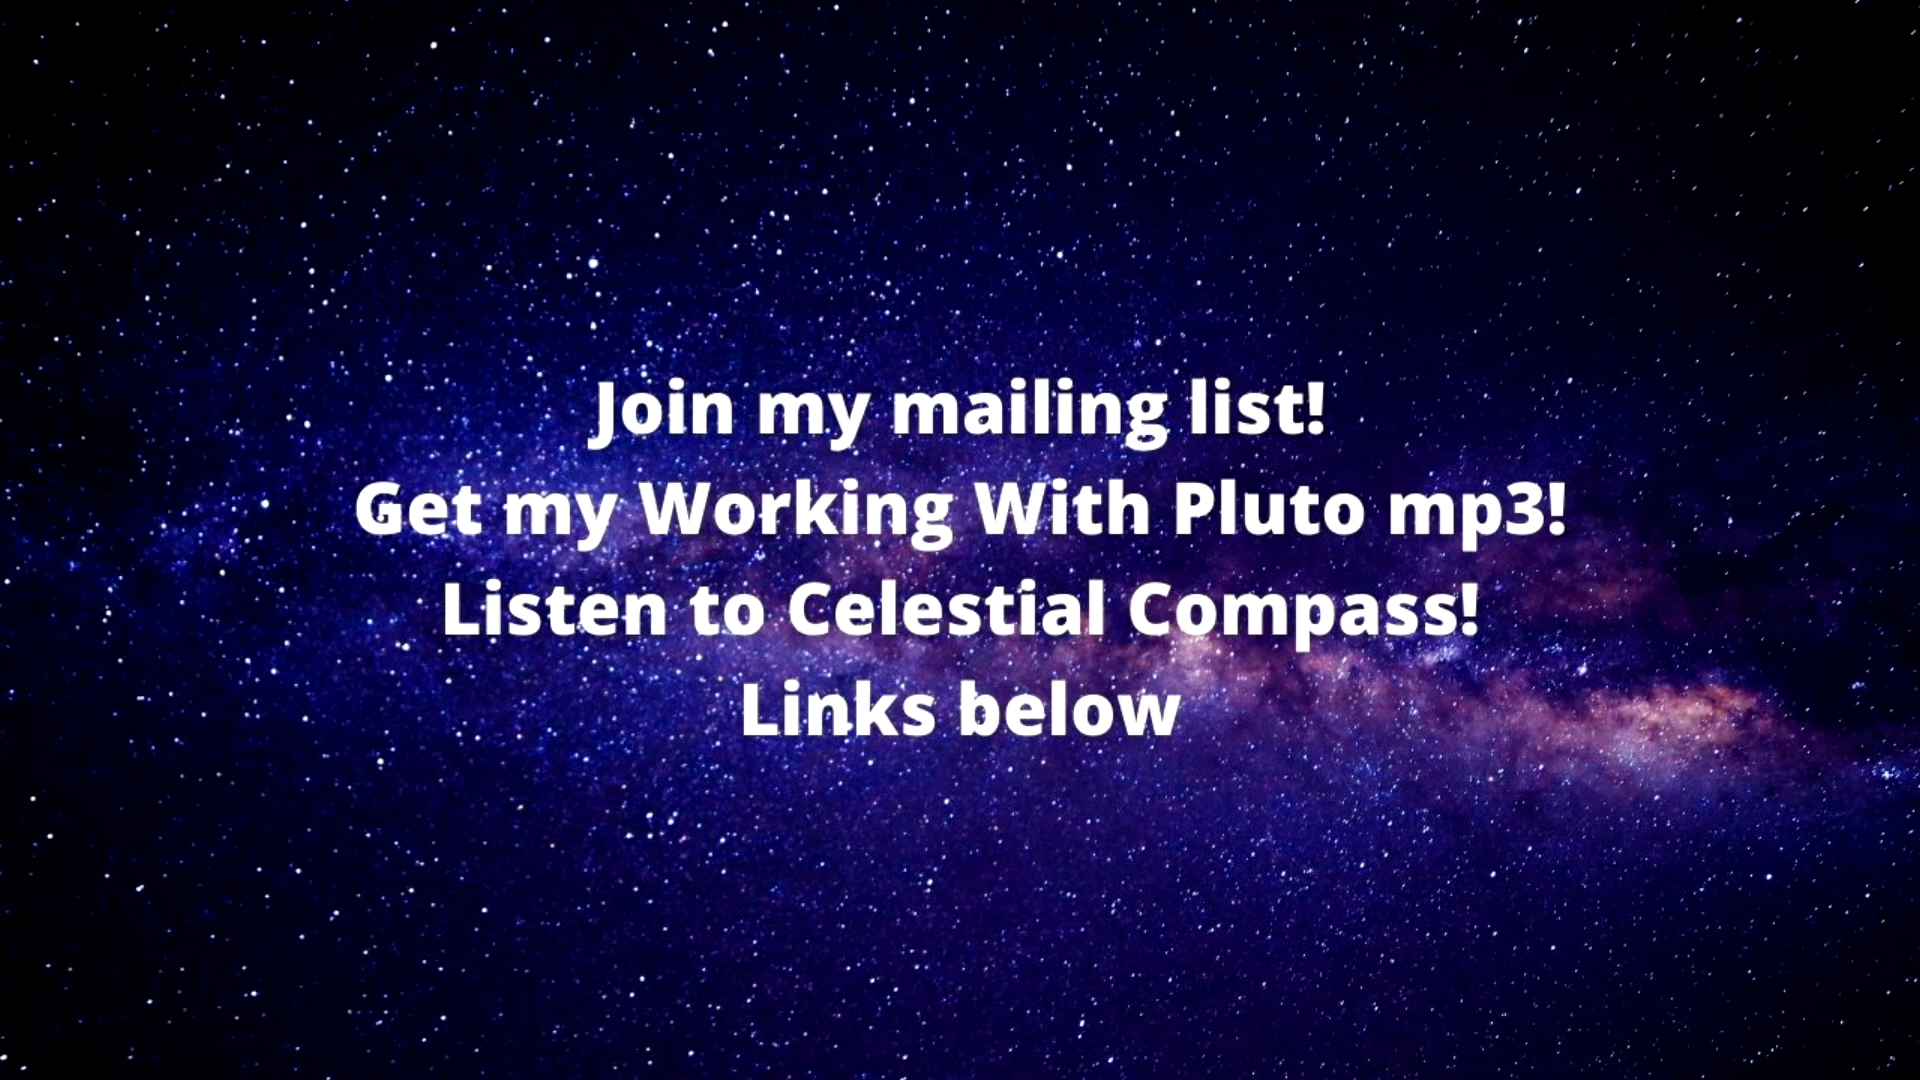 Join my mailing list!
Get my Working With Pluto mp3!
Listen to Celestial Compass!
Links below